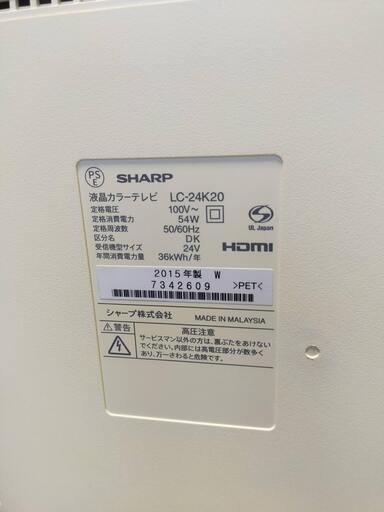 PS
E
SHARP
液晶カラーテレビ LC-24K20
定格電圧 100V~
定格消費電力 54W
定格周波数 50/60Hz
区分名 DK
受信機型サイズ 24V
年間消費電力量 36kWh/年
S
UL Japan
HDMI
2015年製 W
7342609
>PET<
シャープ株式会社 MADE IN MALAYSIA
⚠警告
高圧注意
サービスマン以外の方は、裏ぶたをあけない
でください。内部には高電圧部分が数多く
あり、万一さわると危険です。